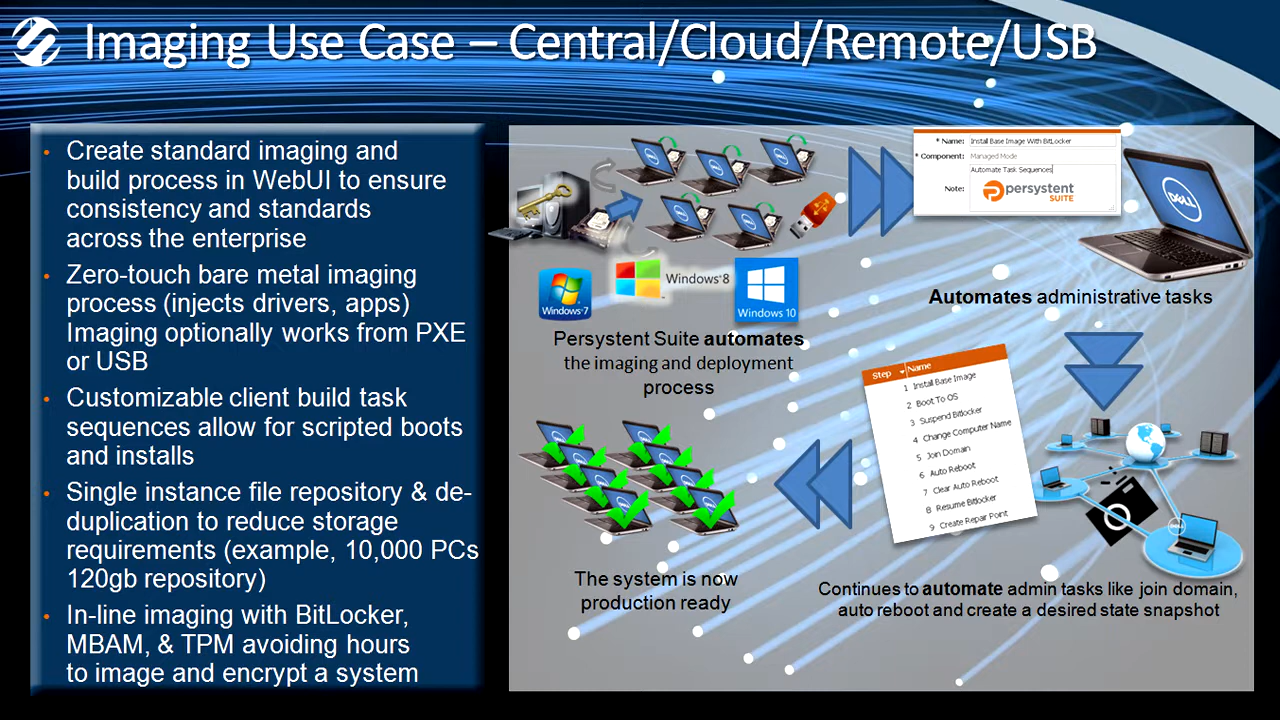 Imaging Use Case – Central/Cloud/Remote/USB
• Create standard imaging and
build process in WebUI to ensure
consistency and standards
across the enterprise
• Zero-touch bare metal imaging
process (injects drivers, apps)
Imaging optionally works from PXE
or USB
• Customizable client build task
sequences allow for scripted boots
and installs
• Single instance file repository & de-
duplication to reduce storage
requirements (example, 10,000 PCs
120gb repository)
• In-line imaging with BitLocker,
MBAM, & TPM avoiding hours
to image and encrypt a system
Windows 7
Windows 8
Windows 10
Persystent Suite automates
the imaging and deployment
process
* Name: Install Base Image With BitLocker
* Component: Managed Mode
Automate Task Sequences
Note:
persystent
SUITE
DELL
Automates administrative tasks
Step Name
1 Install Base Image
2 Boot To OS
3 Suspend Bitlocker
4 Change Computer Name
5 Join Domain
6 Auto Reboot
7 Clear Auto Reboot
8 Resume Bitlocker
9 Create Repair Point
Continues to automate admin tasks like join domain,
auto reboot and create a desired state snapshot
The system is now
production ready